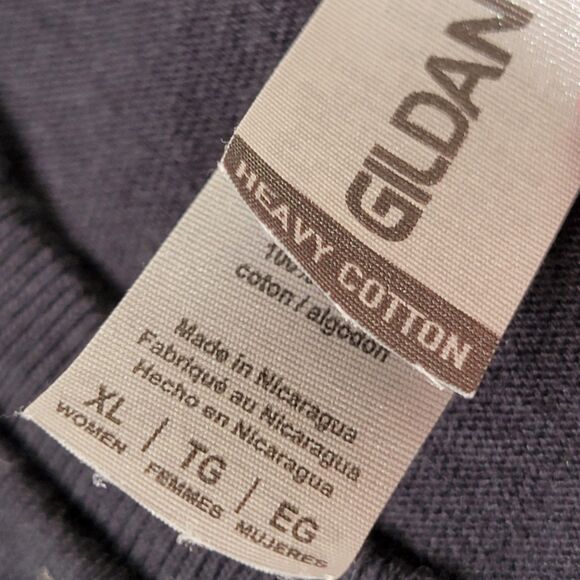 GILDAN
HEAVY COTTON
100%
coton / algodon
Made in Nicaragua
Fabriqué au Nicaragua
Hecho en Nicaragua
XL / TG / EG
WOMEN FEMMES MUJERES